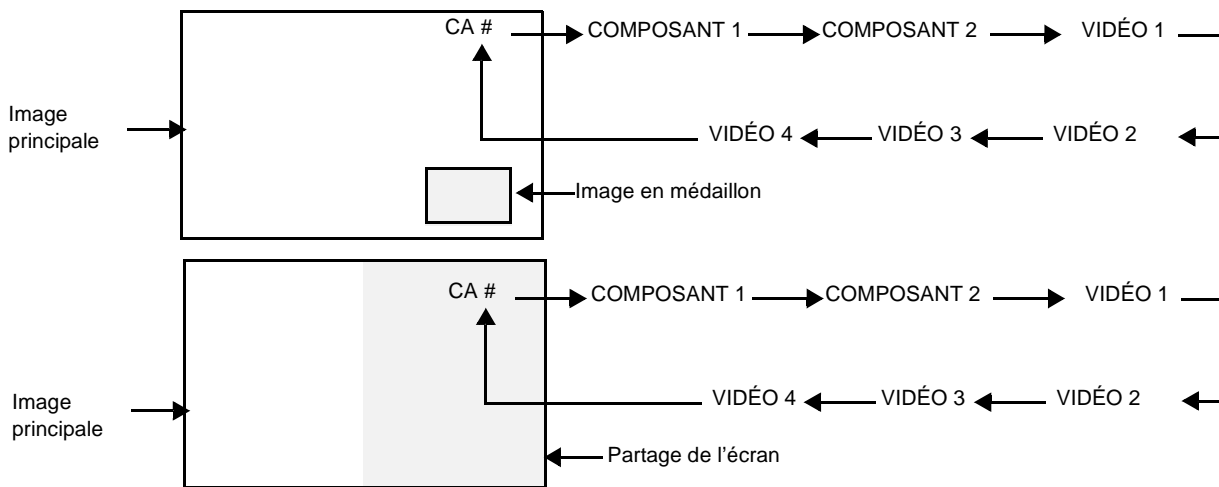 CA #
COMPOSANT 1
COMPOSANT 2
VIDÉO 1
Image
principale
VIDÉO 4
VIDÉO 3
VIDÉO 2
Image en médaillon
CA #
COMPOSANT 1
COMPOSANT 2
VIDÉO 1
Image
principale
VIDÉO 4
VIDÉO 3
VIDÉO 2
Partage de l’écran